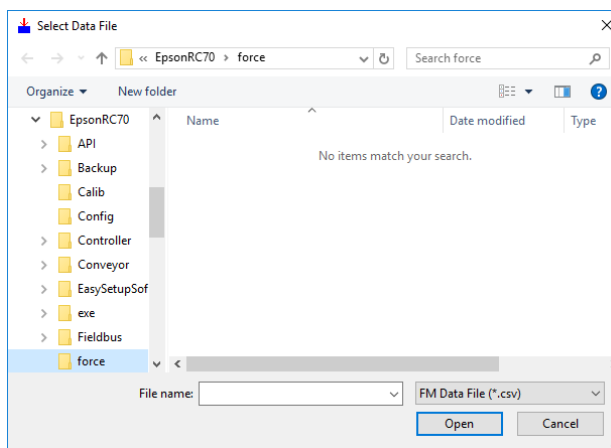 Select Data File
« EpsonRC70 › force
Search force
Organize
New folder
EpsonRC70
Name
Date modified
Type
API
No items match your search.
Backup
Calib
Config
Controller
Conveyor
EasySetupSof
exe
Fieldbus
force
File name:
FM Data File (*.csv)
Open
Cancel